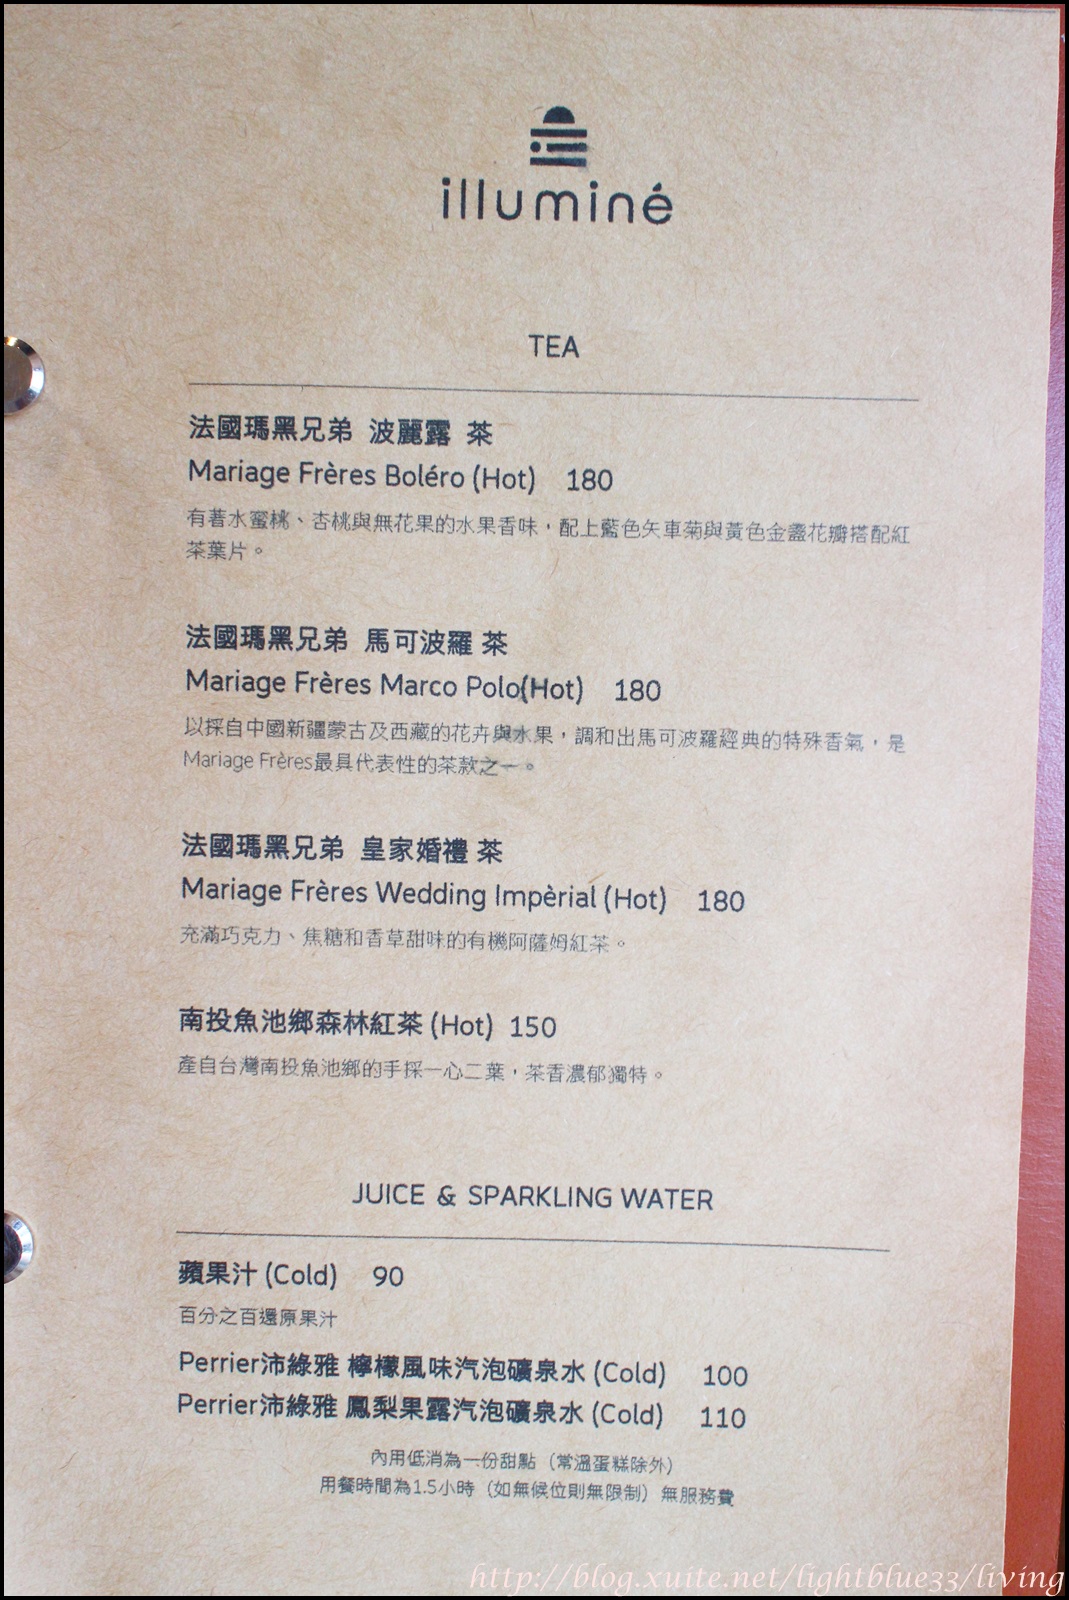 illuminé
TEA
法國瑪黑兄弟 波麗露 茶
Mariage Frères Boléro (Hot) 180
有著水蜜桃、杏桃與無花果的水果香味，配上藍色矢車菊與黃色金盞花瓣搭配紅
茶葉片。
法國瑪黑兄弟 馬可波羅 茶
Mariage Frères Marco Polo(Hot) 180
以採自中國新疆蒙古及西藏的花卉與水果，調和出馬可波羅經典的特殊香氣，是
Mariage Frères最具代表性的茶款之一。
法國瑪黑兄弟 皇家婚禮 茶
Mariage Frères Wedding Impèrial (Hot) 180
充滿巧克力、焦糖和香草甜味的有機阿薩姆紅茶。
南投魚池鄉森林紅茶 (Hot) 150
產自台灣南投魚池鄉的手採一心二葉，茶香濃郁獨特。
JUICE & SPARKLING WATER
蘋果汁 (Cold) 90
百分之百還原果汁
Perrier沛綠雅 檸檬風味汽泡礦泉水 (Cold) 100
Perrier沛綠雅 鳳梨果露汽泡礦泉水 (Cold) 110
內用低消為一份甜點（常溫蛋糕除外）
用餐時間為1.5小時（如無候位則無限制）無服務費
http://blog.xuite.net/lightblue33/living